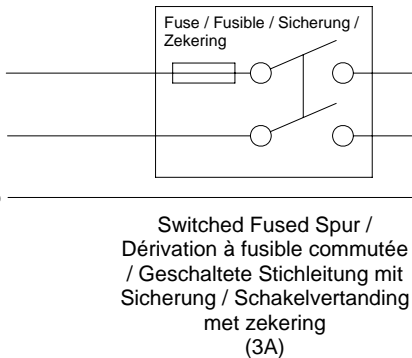 Fuse / Fusible / Sicherung /
Zekering
Switched Fused Spur /
Dérivation à fusible commutée
/ Geschaltete Stichleitung mit
Sicherung / Schakelvertanding
met zekering
(3A)